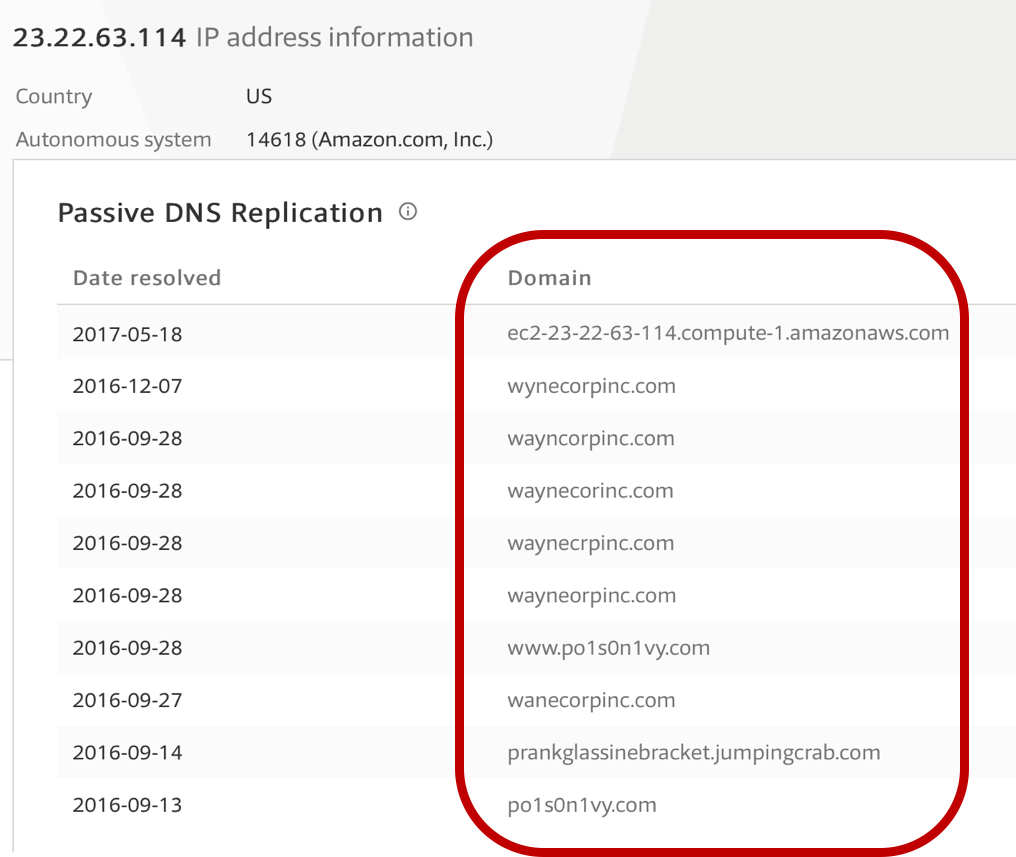 23.22.63.114 IP address information
Country US
Autonomous system 14618 (Amazon.com, Inc.)
Passive DNS Replication
Date resolved Domain
2017-05-18 ec2-23-22-63-114.compute-1.amazonaws.com
2016-12-07 wynecorpinc.com
2016-09-28 wayncorpinc.com
2016-09-28 waynecorinc.com
2016-09-28 waynecrpinc.com
2016-09-28 wayneorpinc.com
2016-09-28 www.po1s0n1vy.com
2016-09-27 wanecorpinc.com
2016-09-14 prankglassinebracket.jumpingcrab.com
2016-09-13 po1s0n1vy.com